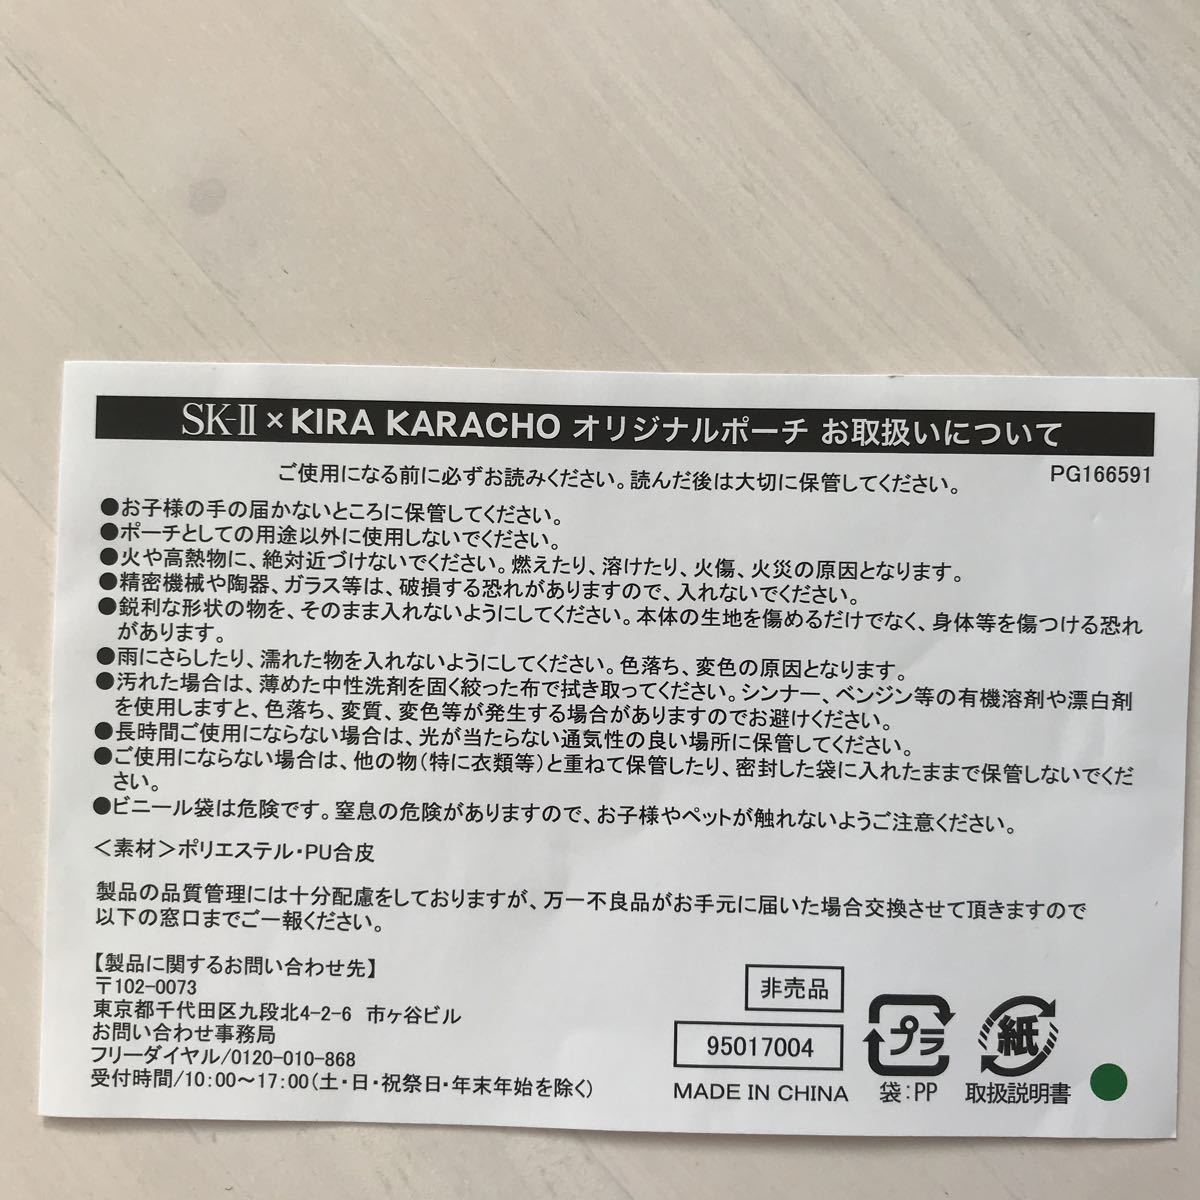 SK-II×KIRA KARACHO オリジナルポーチ お取扱いについて
ご使用になる前に必ずお読みください。読んだ後は大切に保管してください。
PG166591
●お子様の手の届かないところに保管してください。
●ポーチとしての用途以外に使用しないでください。
●火や高熱物に、絶対近づけないでください。燃えたり、溶けたり、火傷、火災の原因となります。
●精密機械や陶器、ガラス等は、破損する恐れがありますので、入れないでください。
●鋭利な形状の物を、そのまま入れないようにしてください。本体の生地を傷めるだけでなく、身体等を傷つける恐れ
があります。
●雨にさらしたり、濡れた物を入れないようにしてください。色落ち、変色の原因となります。
●汚れた場合は、薄めた中性洗剤を固く絞った布で拭き取ってください。シンナー、ベンジン等の有機溶剤や漂白剤
を使用しますと、色落ち、変質、変色等が発生する場合がありますのでお避けください。
●長時間ご使用にならない場合は、光が当たらない通気性の良い場所に保管してください。
●ご使用にならない場合は、他の物(特に衣類等)と重ねて保管したり、密封した袋に入れたままで保管しないでくだ
さい。
●ビニール袋は危険です。窒息の危険がありますので、お子様やペットが触れないようご注意ください。
<素材>ポリエステル・PU合皮
製品の品質管理には十分配慮をしておりますが、万一不良品がお手元に届いた場合交換させて頂きますので
以下の窓口までご一報ください。
【製品に関するお問い合わせ先】
〒102-0073
東京都千代田区九段北4-2-6 市ヶ谷ビル
お問い合わせ事務局
フリーダイヤル/0120-010-868
受付時間/10:00～17:00(土・日・祝祭日・年末年始を除く)
非売品
95017004
MADE IN CHINA
プラ
袋:PP
紙
取扱説明書